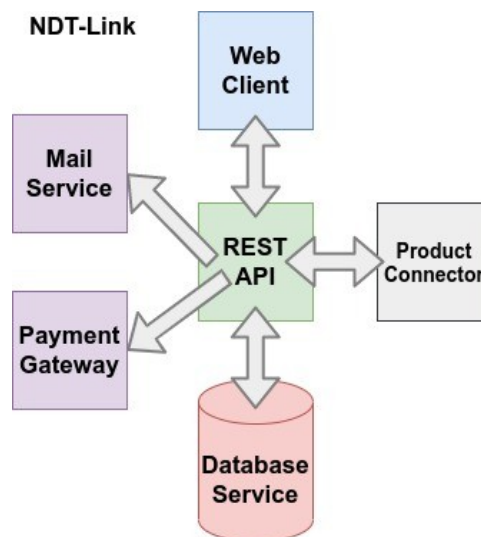 NDT-Link
Web
Client
Mail
Service
REST
API
Product
Connector
Payment
Gateway
Database
Service